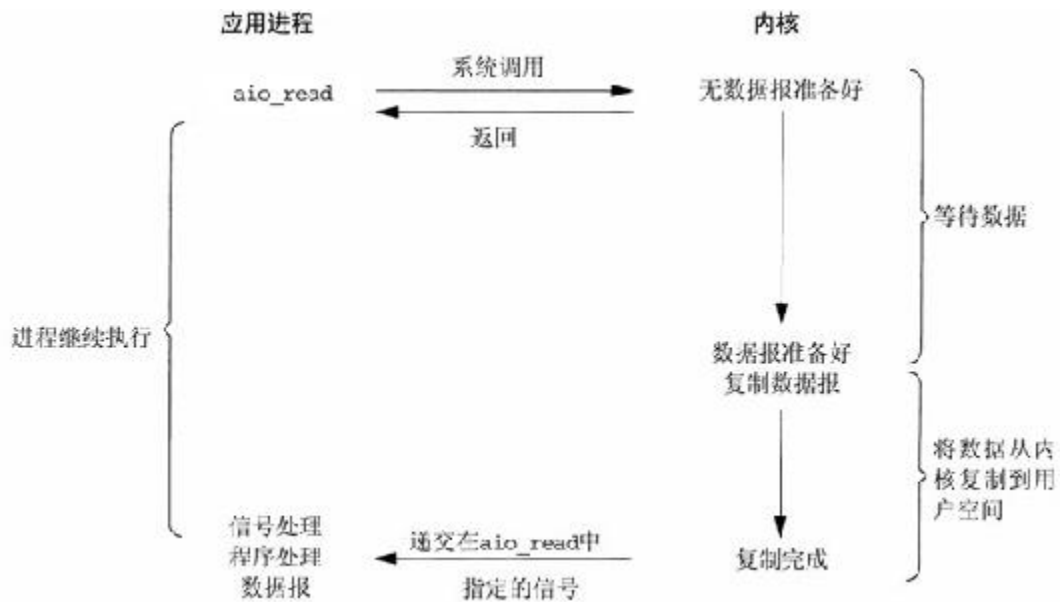 应用进程
内核
系统调用
aio_read
无数据报准备好
返回
等待数据
进程继续执行
数据报准备好
复制数据报
将数据从内
核复制到用
户空间
信号处理
程序处理
数据报
递交在aio_read中
指定的信号
复制完成